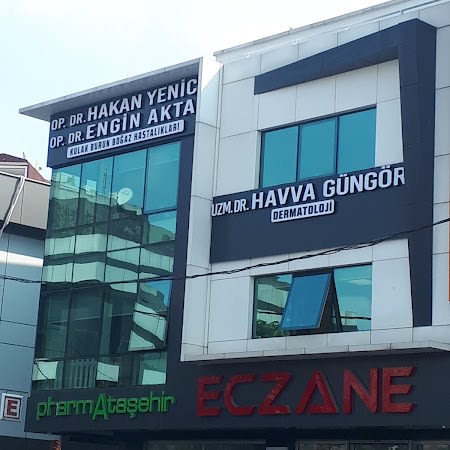 OP. DR. HAKAN YENİC
OP. DR. ENGİN AKTA
KULAK BURUN BOĞAZ HASTALIKLARI
UZM. DR. HAVVA GÜNGÖR
DERMATOLOJİ
pharmAtaşehir
ECZANE
E